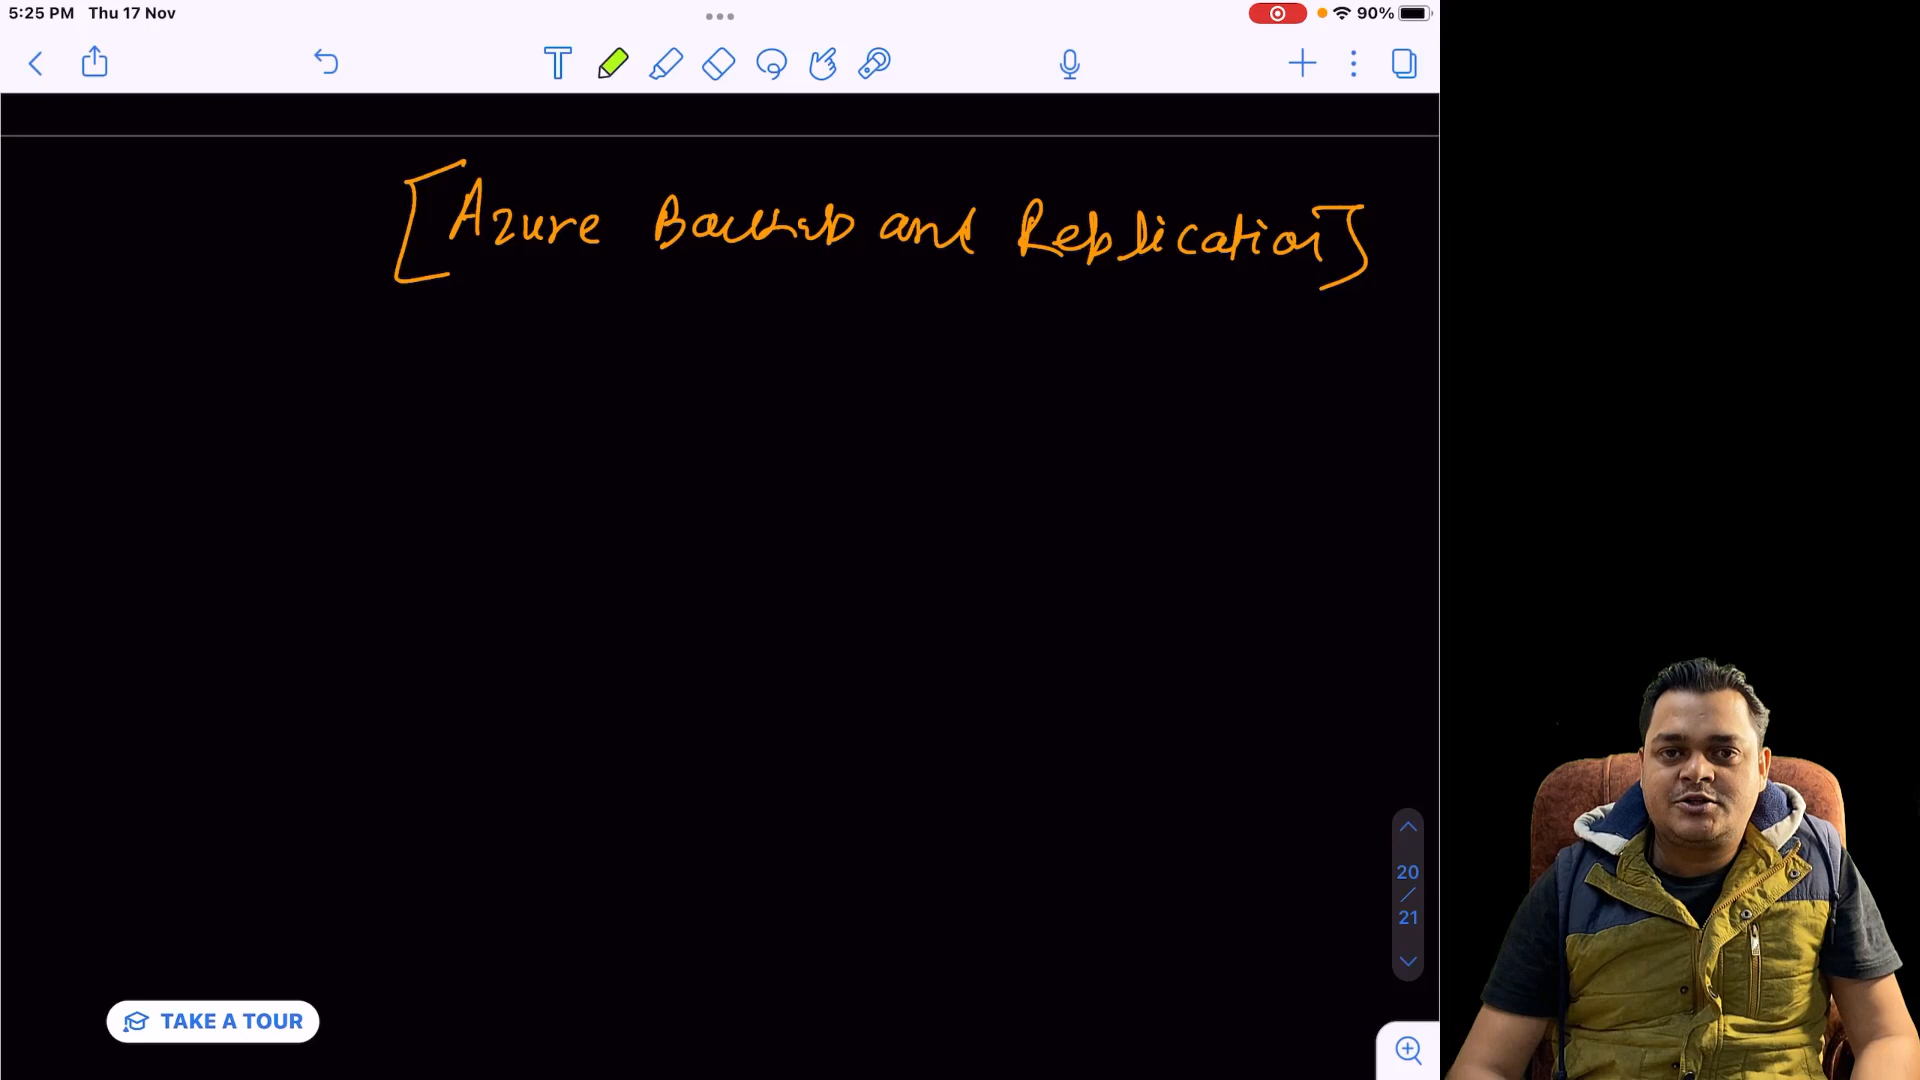 5:25 PM Thu 17 Nov
90%
T
[Azure Backup and Replication]
20
/
21
TAKE A TOUR